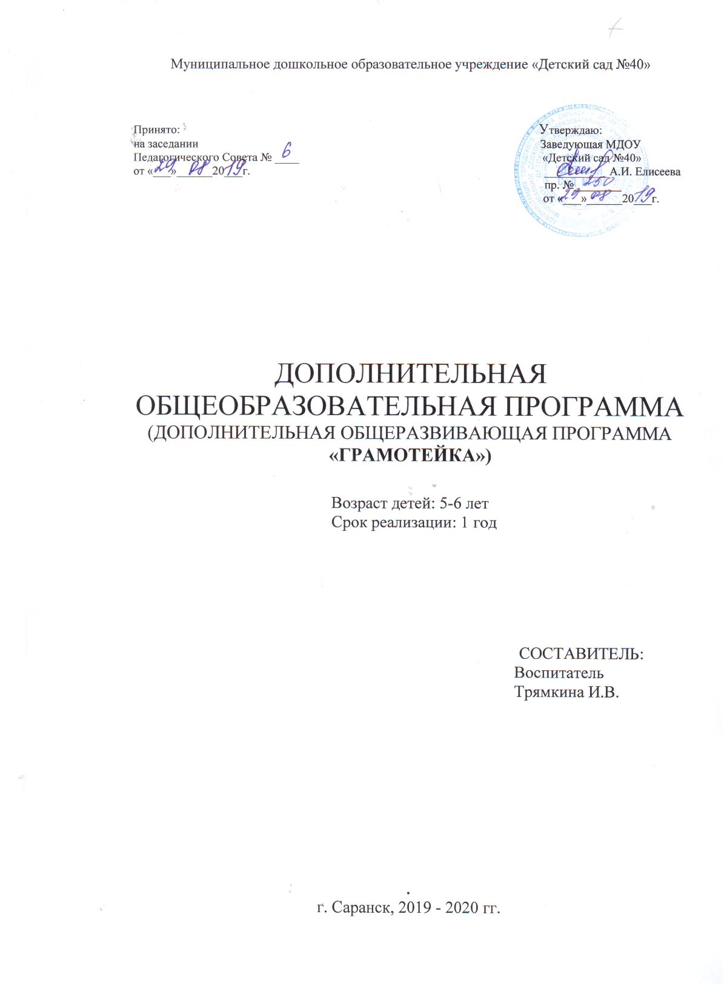 Муниципальное дошкольное образовательное учреждение «Детский сад №40»
Принято:
на заседании
Педагогического Совета № 6
от «29» 08 2019г.
Утверждаю:
Заведующая МДОУ
«Детский сад №40»
А.И. Елисеева
пр. № 250
от «29» 08 2019г.
ДОПОЛНИТЕЛЬНАЯ
ОБЩЕОБРАЗОВАТЕЛЬНАЯ ПРОГРАММА
(ДОПОЛНИТЕЛЬНАЯ ОБЩЕРАЗВИВАЮЩАЯ ПРОГРАММА
«ГРАМОТЕЙКА»)
Возраст детей: 5-6 лет
Срок реализации: 1 год
СОСТАВИТЕЛЬ:
Воспитатель
Трямкина И.В.
г. Саранск, 2019 - 2020 гг.